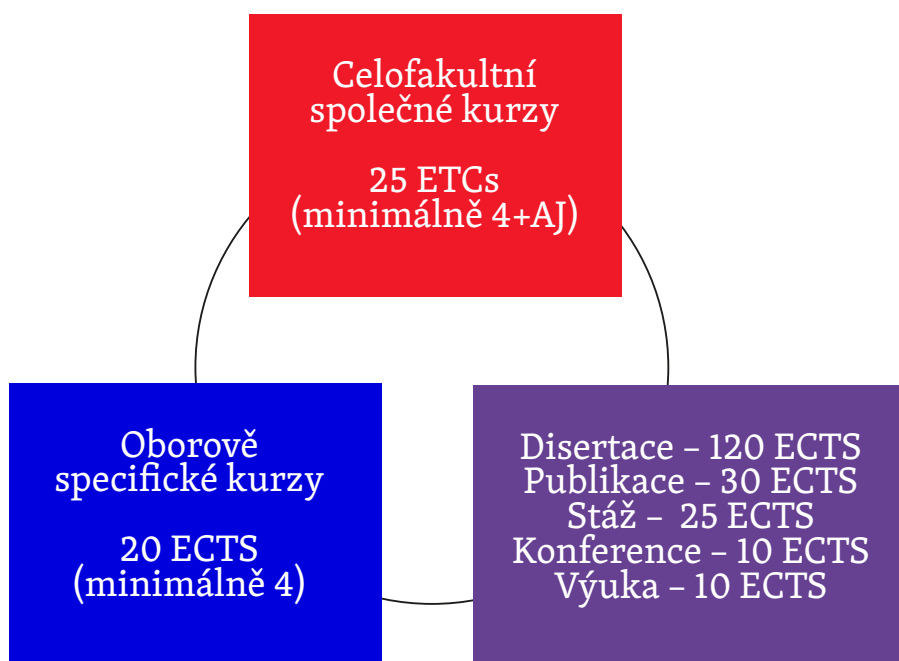 Celofakultní
společné kurzy
25 ETCs
(minimálně 4+AJ)
Oborově
specifické kurzy
20 ECTS
(minimálně 4)
Disertace – 120 ECTS
Publikace – 30 ECTS
Stáž – 25 ECTS
Konference – 10 ECTS
Výuka – 10 ECTS